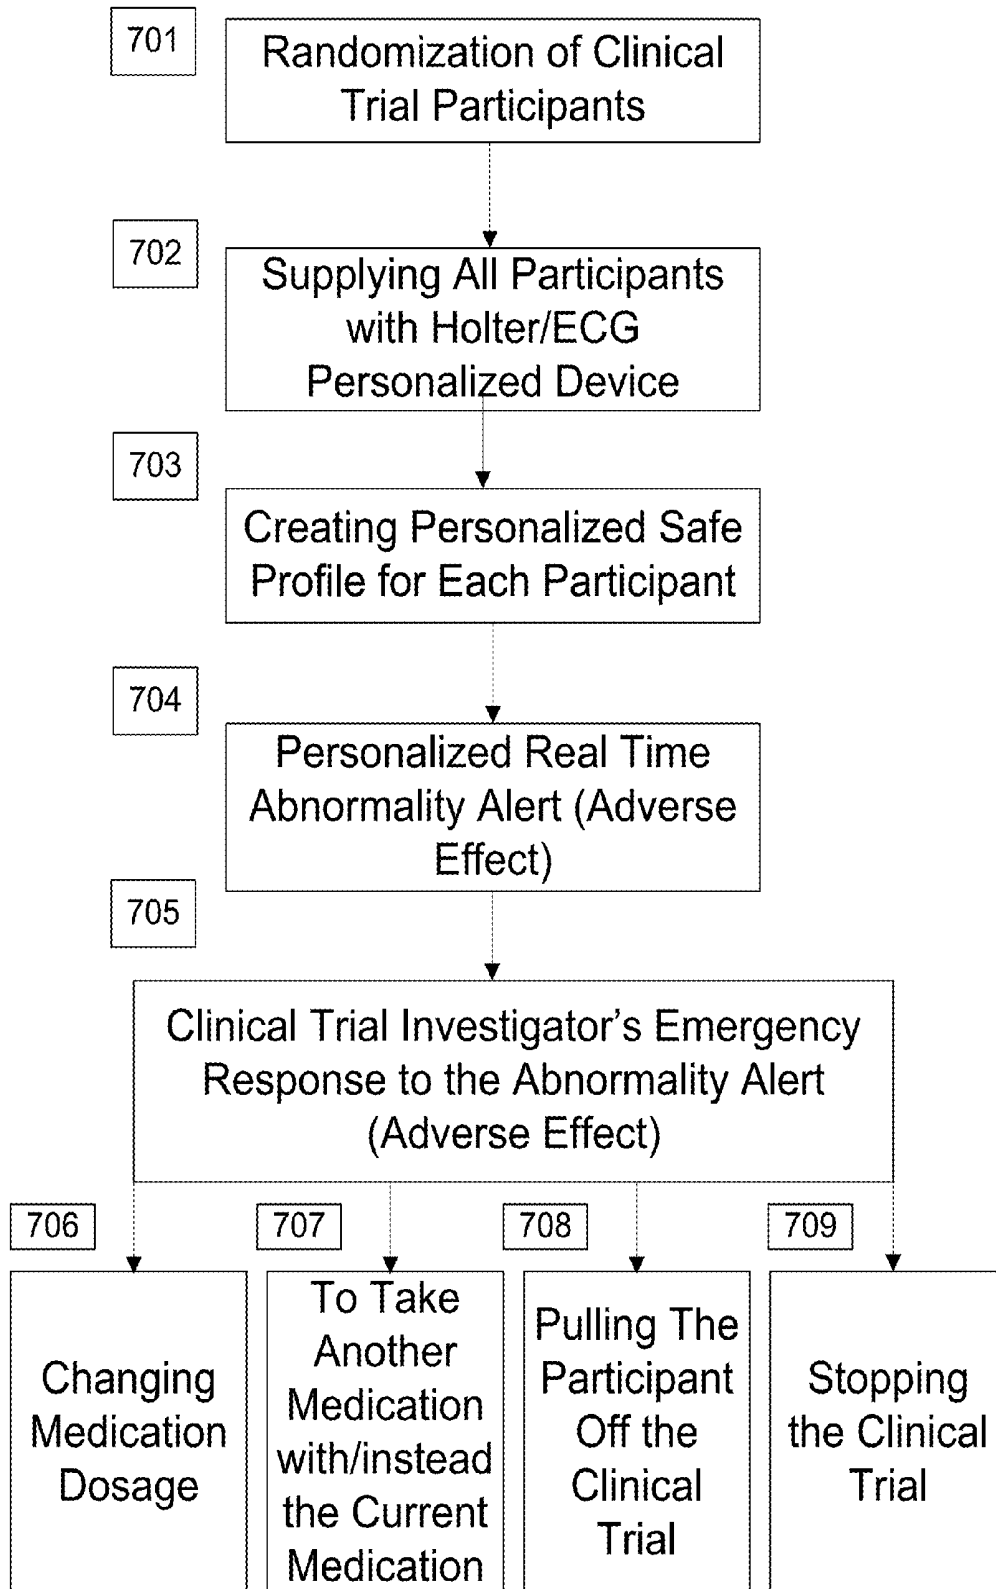 701
Randomization of Clinical
Trial Participants
702
Supplying All Participants
with Holter/ECG
Personalized Device
703
Creating Personalized Safe
Profile for Each Participant
704
Personalized Real Time
Abnormality Alert (Adverse
Effect)
705
Clinical Trial Investigator's Emergency
Response to the Abnormality Alert
(Adverse Effect)
706
Changing
Medication
Dosage
707
To Take
Another
Medication
with/instead
the Current
Medication
708
Pulling The
Participant
Off the
Clinical
Trial
709
Stopping
the Clinical
Trial